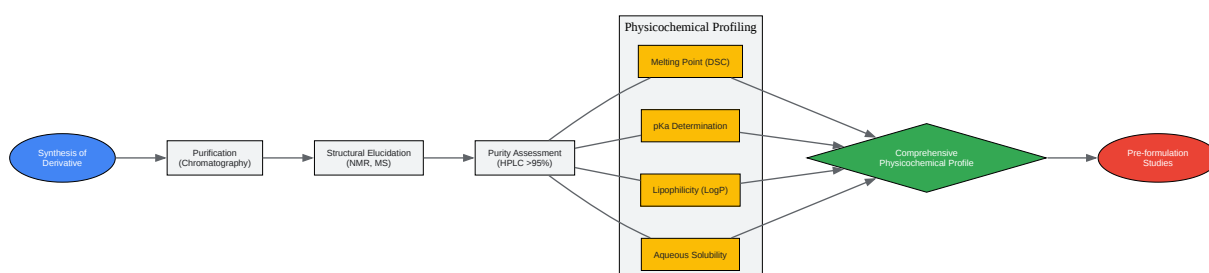 Synthesis of
Derivative
Purification
(Chromatography)
Structural Elucidation
(NMR, MS)
Purity Assessment
(HPLC >95%)
Physicochemical Profiling
Melting Point (DSC)
pKa Determination
Lipophilicity (LogP)
Aqueous Solubility
Comprehensive
Physicochemical Profile
Pre-formulation
Studies